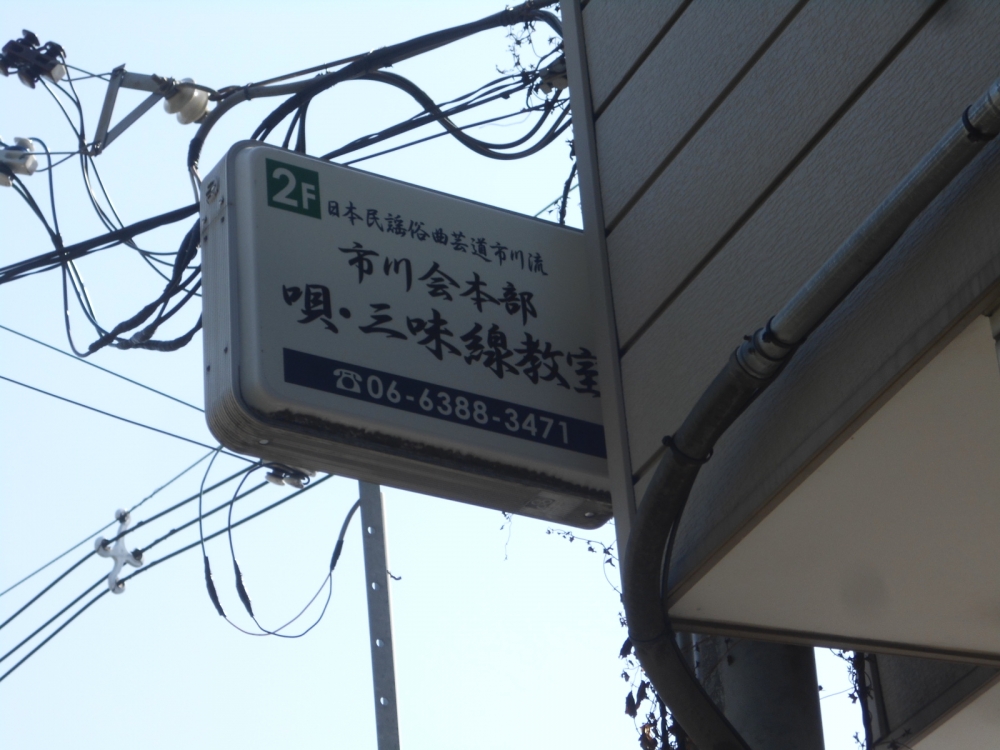 2F
日本民謡俗曲芸道市川流
市川会本部
唄・三味線教室
☎06-6388-3471